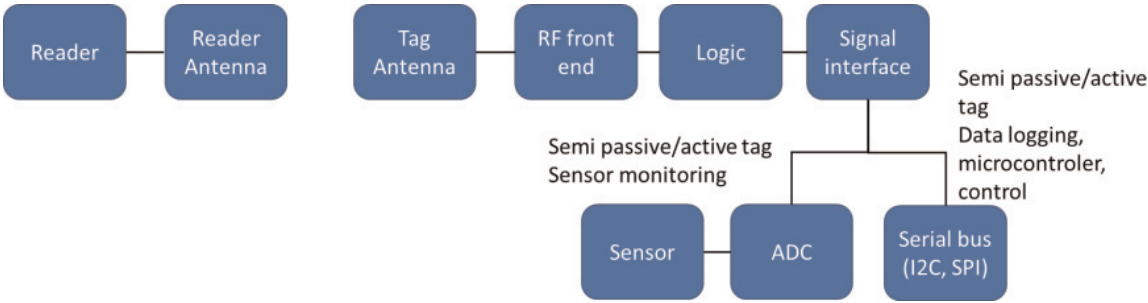 Reader
Reader
Antenna
Tag
Antenna
RF front
end
Logic
Signal
interface
Semi passive/active
tag
Data logging,
microcontroler,
control
Semi passive/active tag
Sensor monitoring
Sensor
ADC
Serial bus
(I2C, SPI)